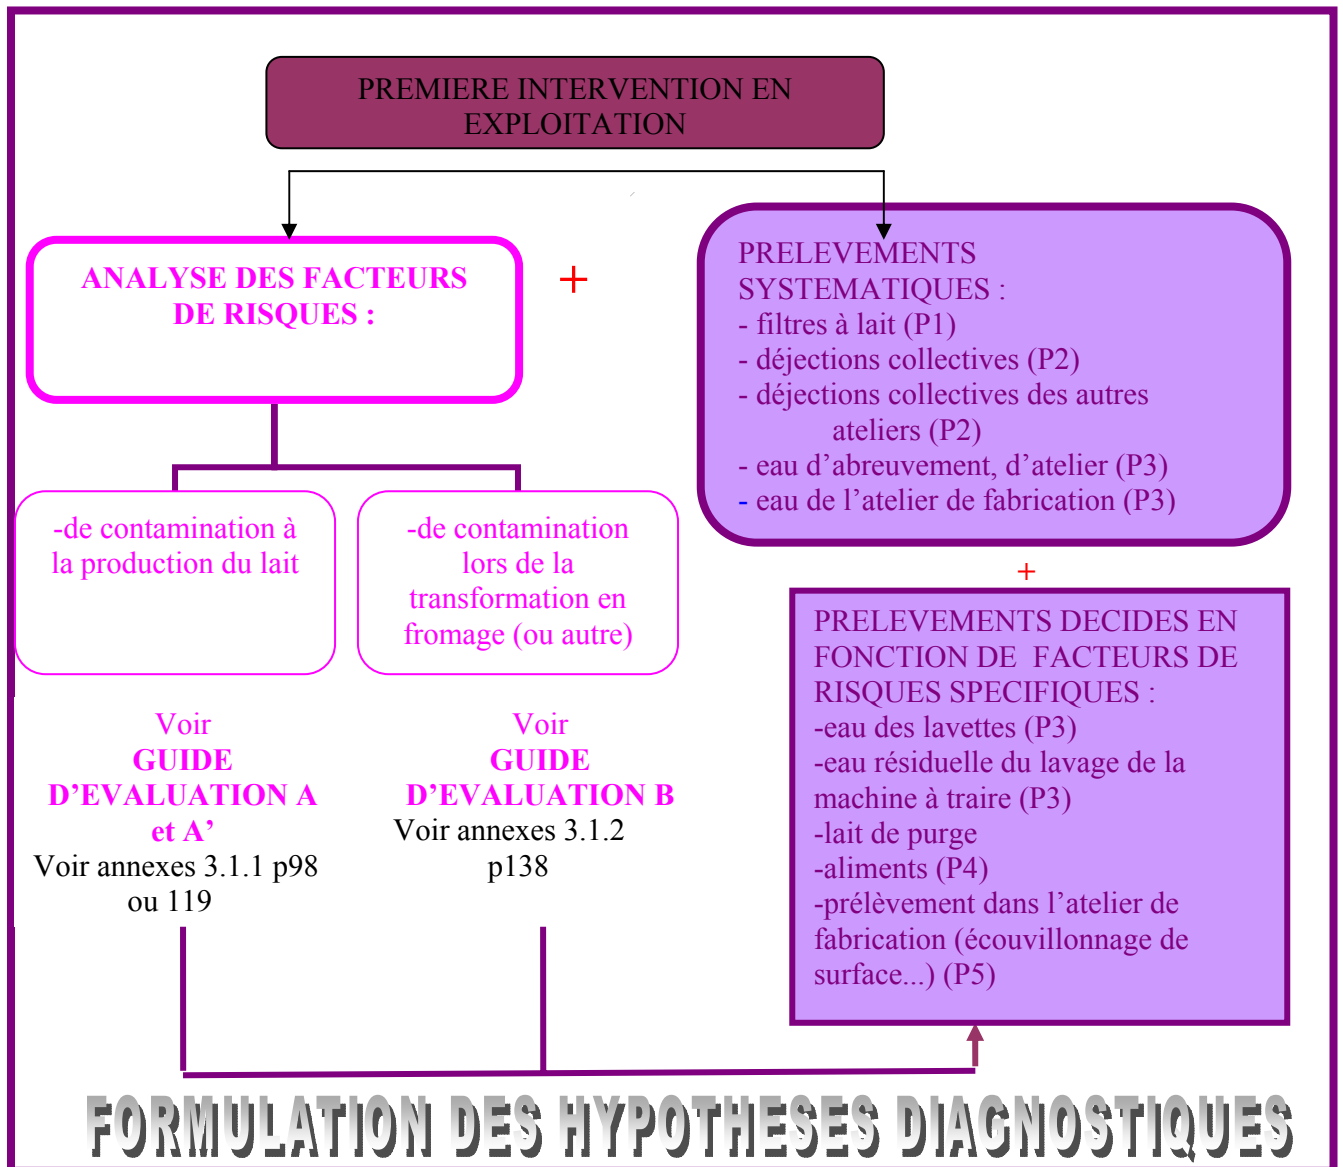 PREMIERE INTERVENTION EN
EXPLOITATION
ANALYSE DES FACTEURS
DE RISQUES :
+
PRELEVEMENTS
SYSTEMATIQUES :
- filtres à lait (P1)
- déjections collectives (P2)
- déjections collectives des autres
ateliers (P2)
- eau d’abreuvement, d’atelier (P3)
- eau de l’atelier de fabrication (P3)
-de contamination à
la production du lait
-de contamination
lors de la
transformation en
fromage (ou autre)
+
PRELEVEMENTS DECIDES EN
FONCTION DE FACTEURS DE
RISQUES SPECIFIQUES :
-eau des lavettes (P3)
-eau résiduelle du lavage de la
machine à traire (P3)
-lait de purge
-aliments (P4)
-prélèvement dans l’atelier de
fabrication (écouvillonnage de
surface...) (P5)
Voir
GUIDE
D’EVALUATION A
et A’
Voir annexes 3.1.1 p98
ou 119
Voir
GUIDE
D’EVALUATION B
Voir annexes 3.1.2
p138
FORMULATION DES HYPOTHESES DIAGNOSTIQUES